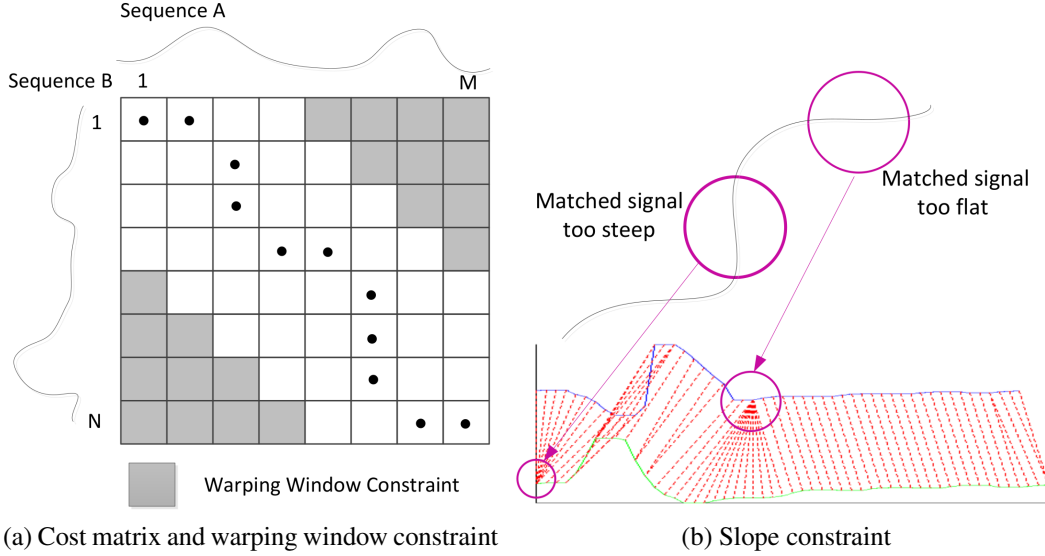 Sequence A
Sequence B
1
M
1
N
Warping Window Constraint
(a) Cost matrix and warping window constraint
Matched signal
too steep
Matched signal
too flat
(b) Slope constraint